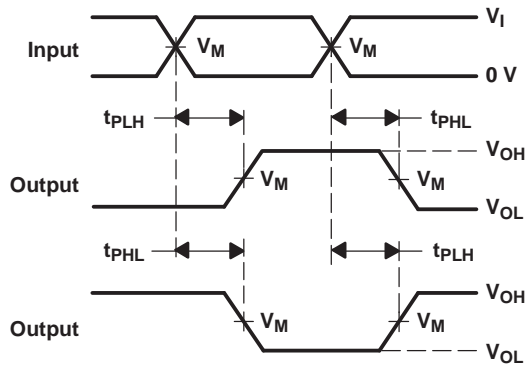 V_I
Input V_M V_M
0 V
t_PLH t_PHL
V_OH
Output V_M V_M
V_OL
t_PHL t_PLH
V_OH
V_M V_M
Output
V_OL